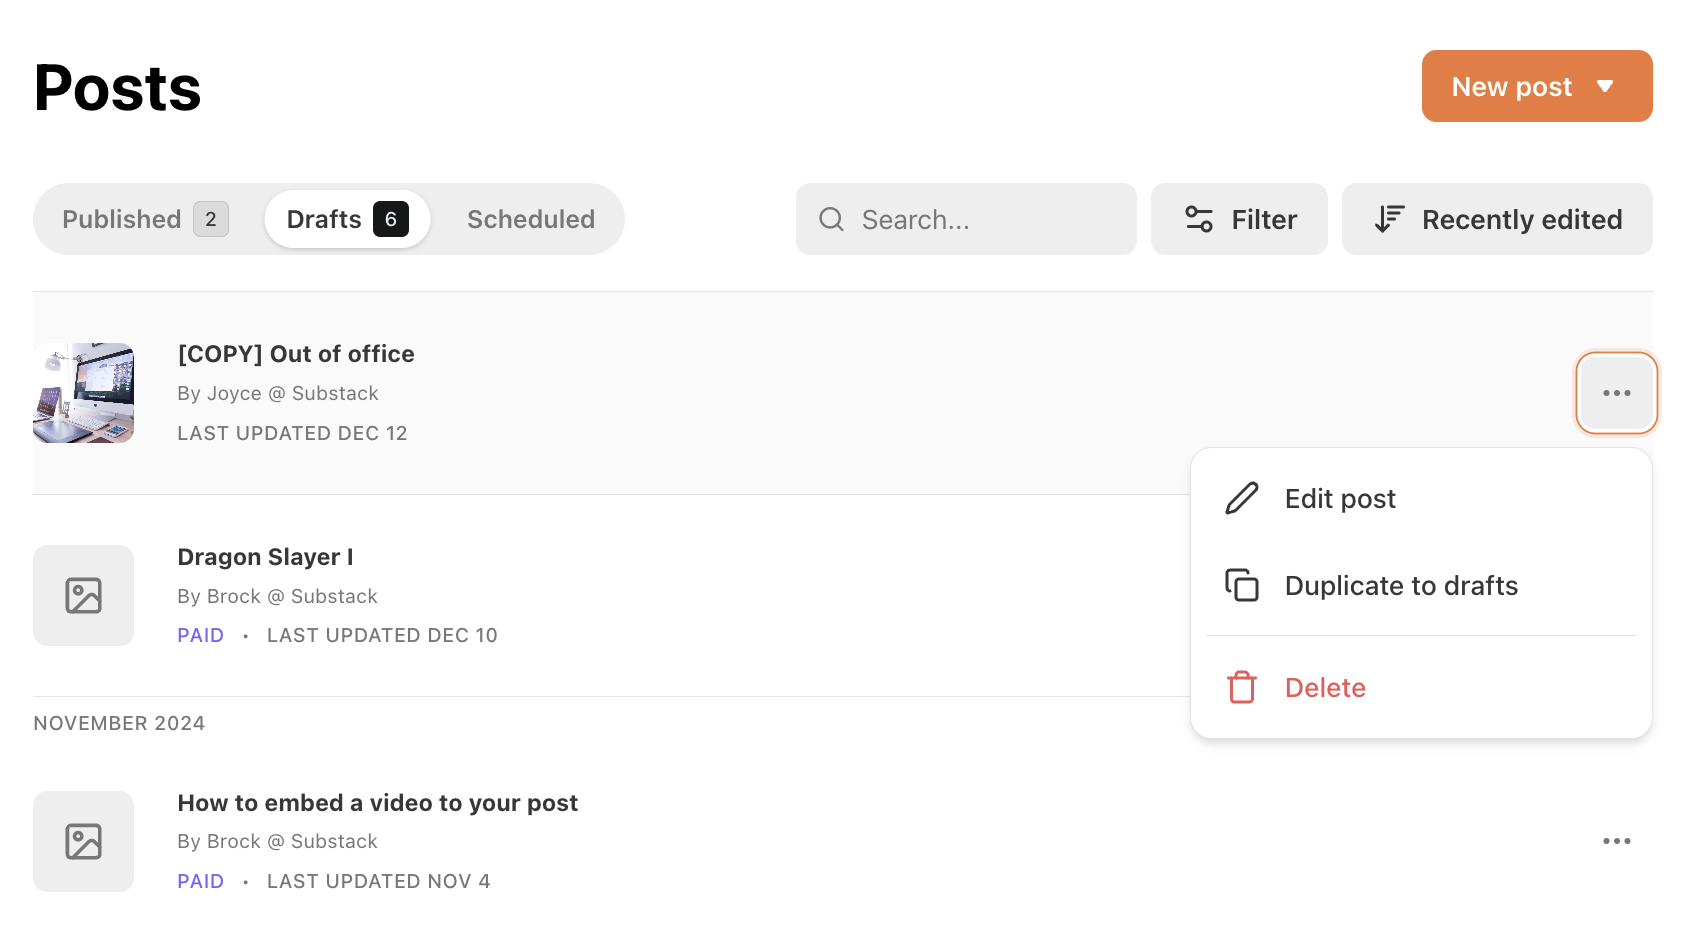 Posts
New post
Published 2
Drafts 6
Scheduled
Search...
Filter
Recently edited
[COPY] Out of office
By Joyce @ Substack
LAST UPDATED DEC 12
Edit post
Duplicate to drafts
Delete
Dragon Slayer I
By Brock @ Substack
PAID • LAST UPDATED DEC 10
NOVEMBER 2024
How to embed a video to your post
By Brock @ Substack
PAID • LAST UPDATED NOV 4